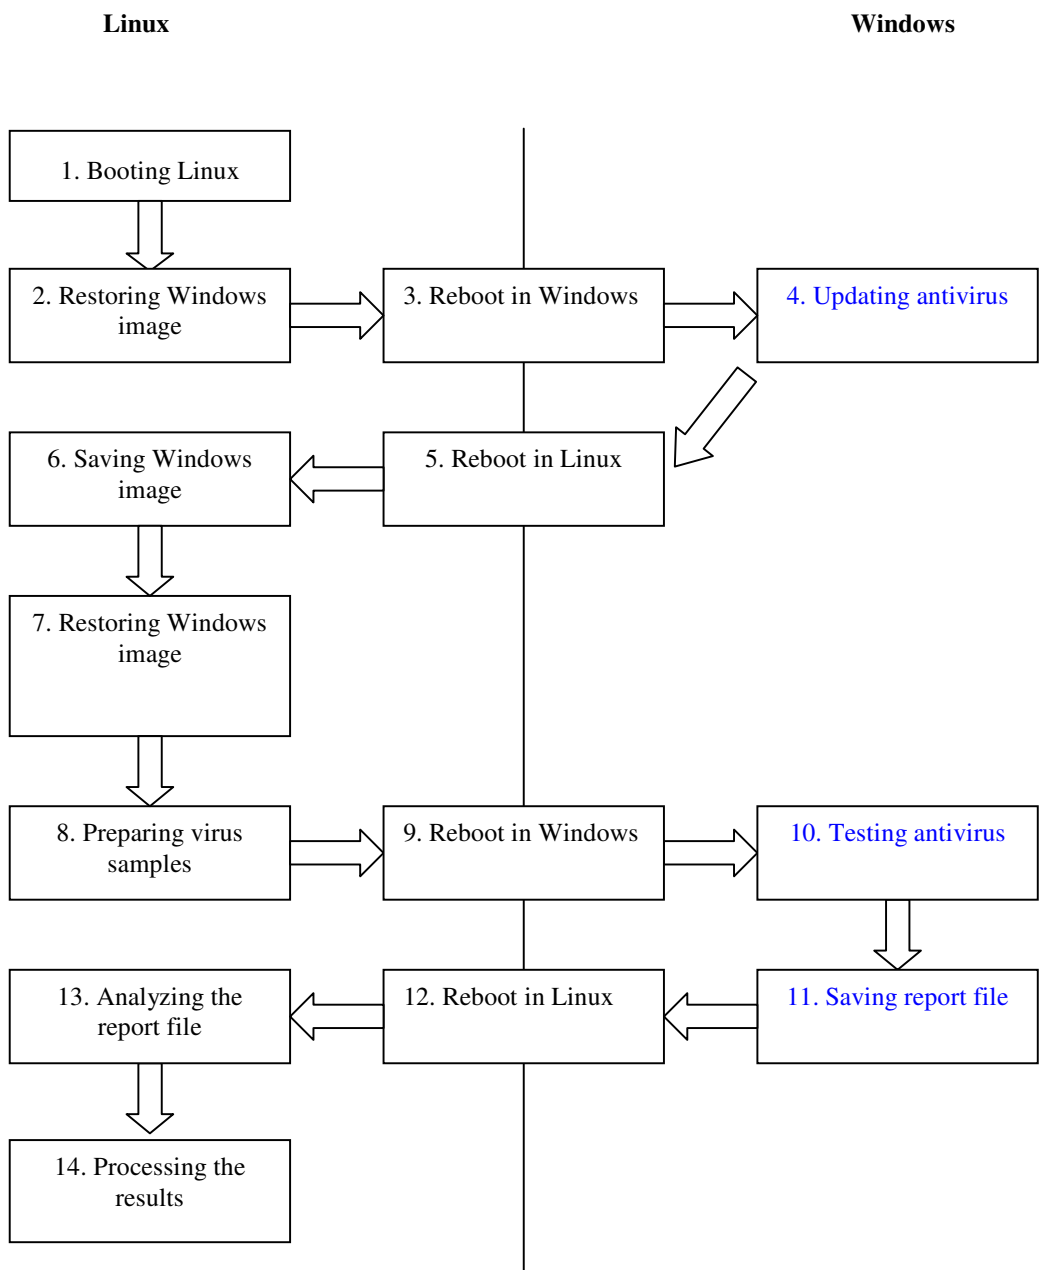 Linux
Windows
1. Booting Linux
2. Restoring Windows
image
3. Reboot in Windows
4. Updating antivirus
5. Reboot in Linux
6. Saving Windows
image
7. Restoring Windows
image
8. Preparing virus
samples
9. Reboot in Windows
10. Testing antivirus
11. Saving report file
12. Reboot in Linux
13. Analyzing the
report file
14. Processing the
results